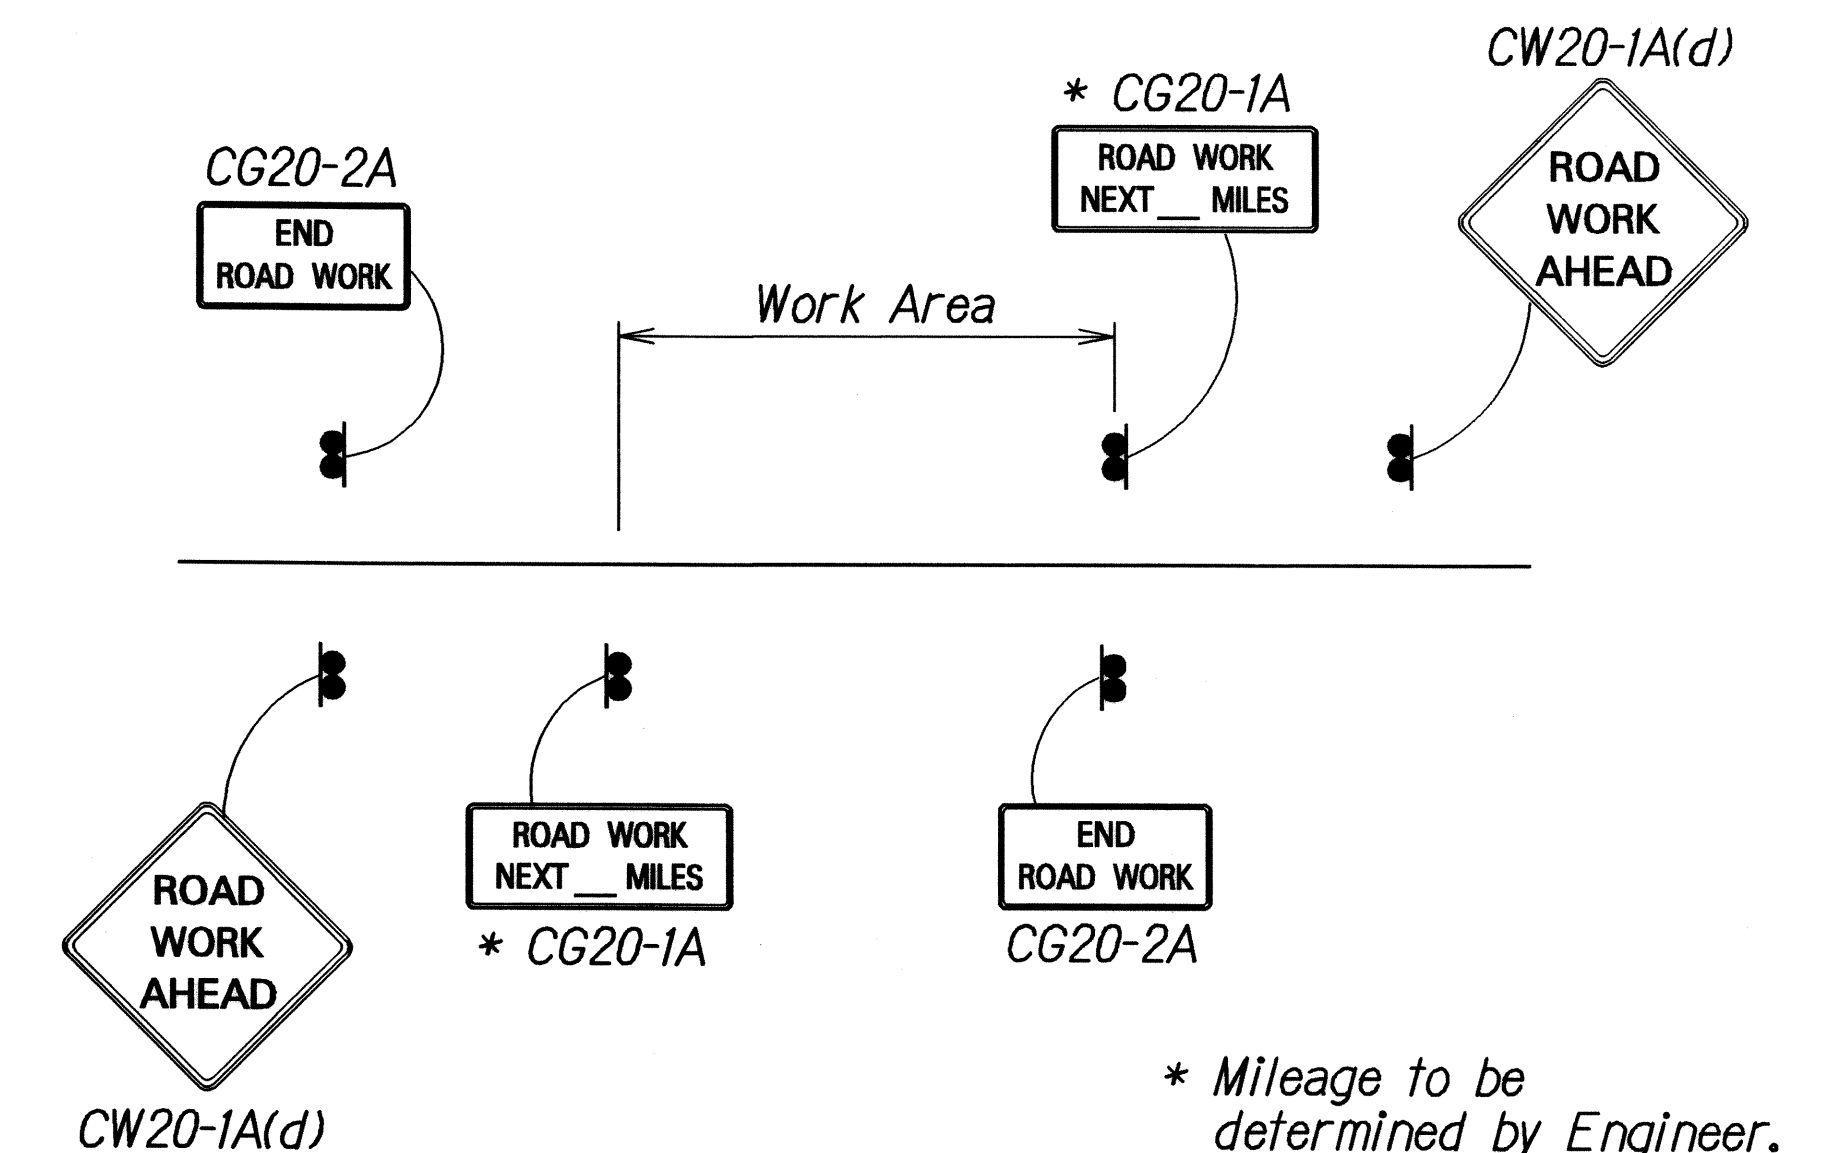 CW20-1A(d)
* CG20-1A
ROAD WORK
NEXT __ MILES
ROAD
WORK
AHEAD
CG20-2A
END
ROAD WORK
Work Area
ROAD WORK
NEXT __ MILES
* CG20-1A
END
ROAD WORK
CG20-2A
ROAD
WORK
AHEAD
CW20-1A(d)
* Mileage to be
determined by Engineer.